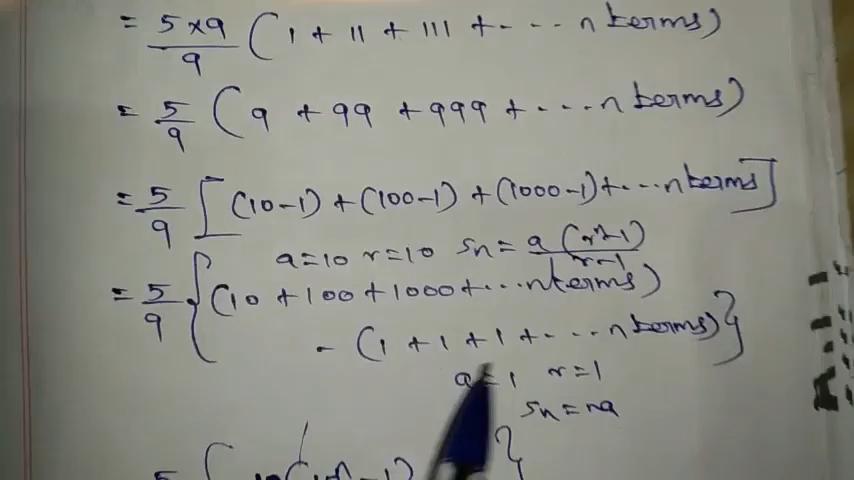 = 5×9/9 (1 + 11 + 111 + ---- n terms)
= 5/9 (9 + 99 + 999 + ---- n terms)
= 5/9 [(10-1) + (100-1) + (1000-1) + ---- n terms]
a=10 r=10 Sn = a(rⁿ-1)/r-1
= 5/9 {(10 + 100 + 1000 + ---- n terms)
- (1 + 1 + 1 + ---- n terms)}
a=1 r=1
Sn = na